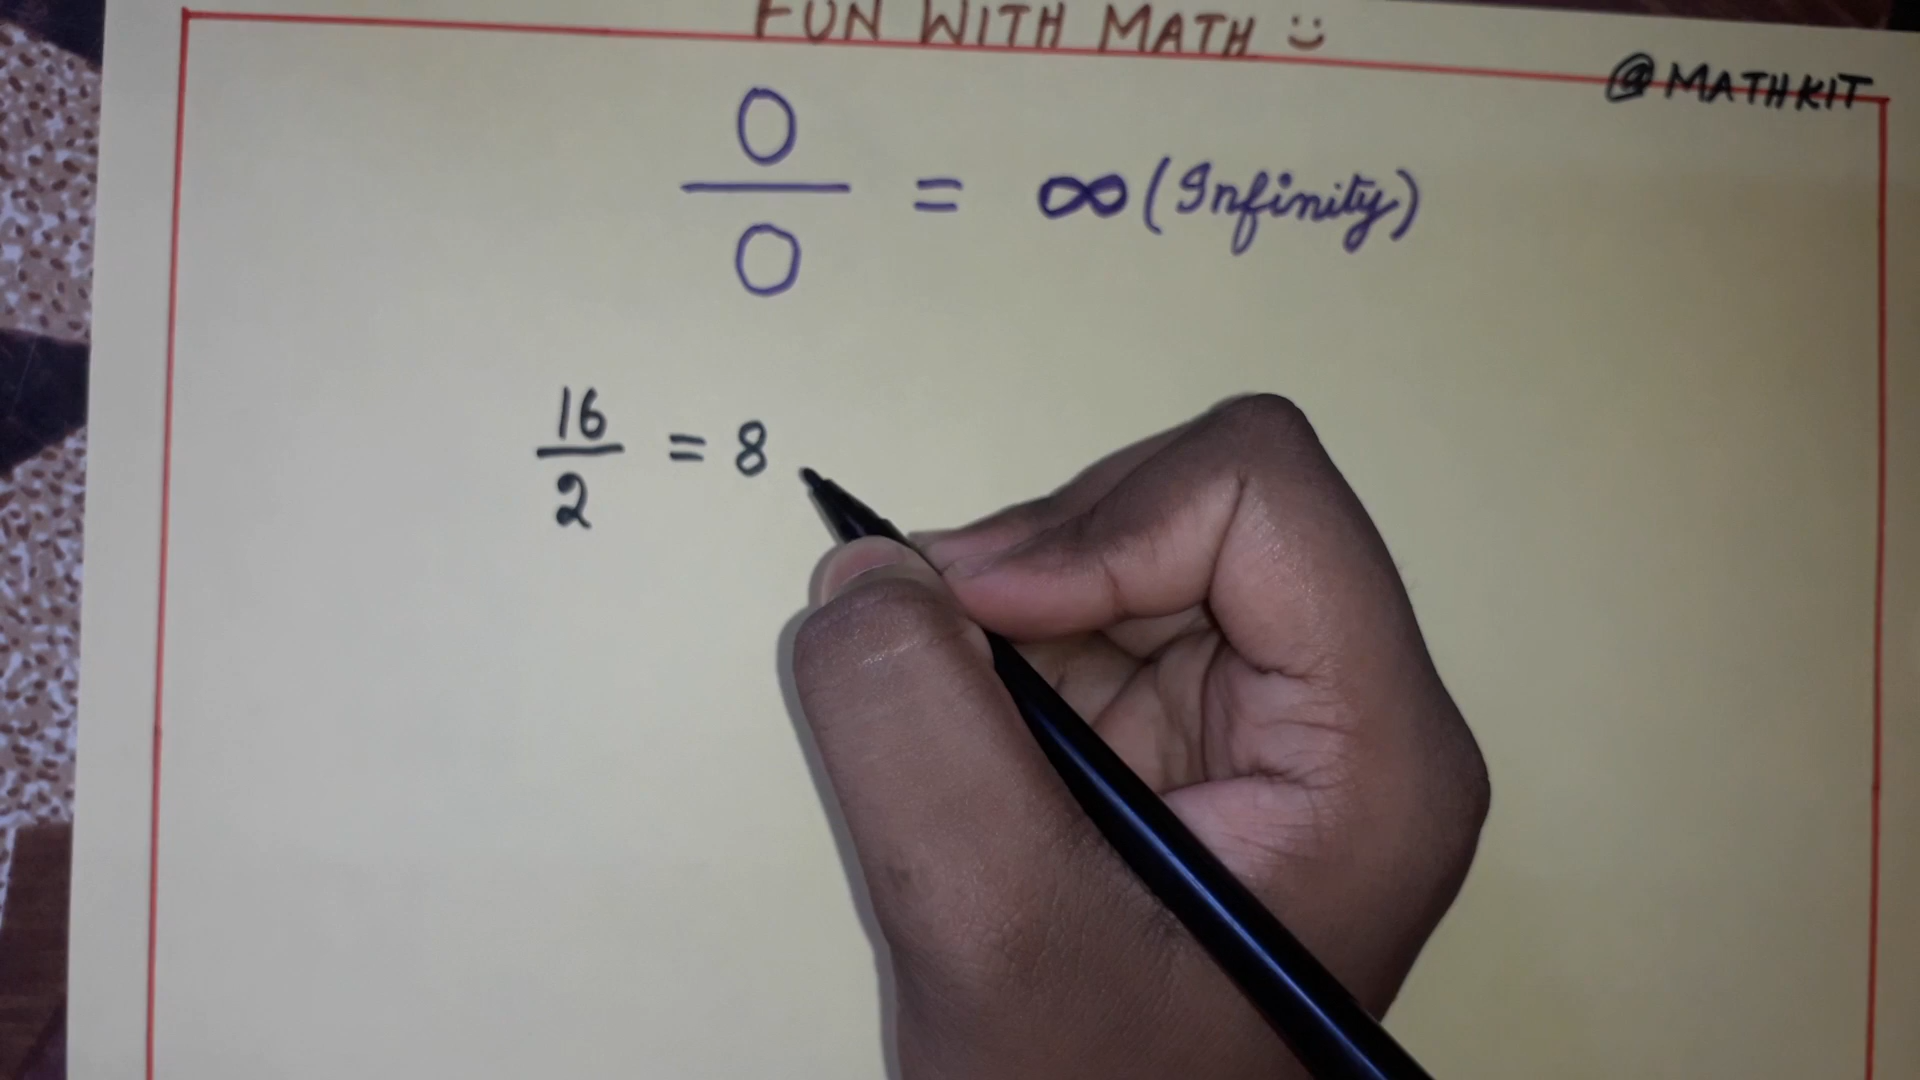 FUN WITH MATH :)
@MATHKIT
0/0 = ∞ (Infinity)
16/2 = 8